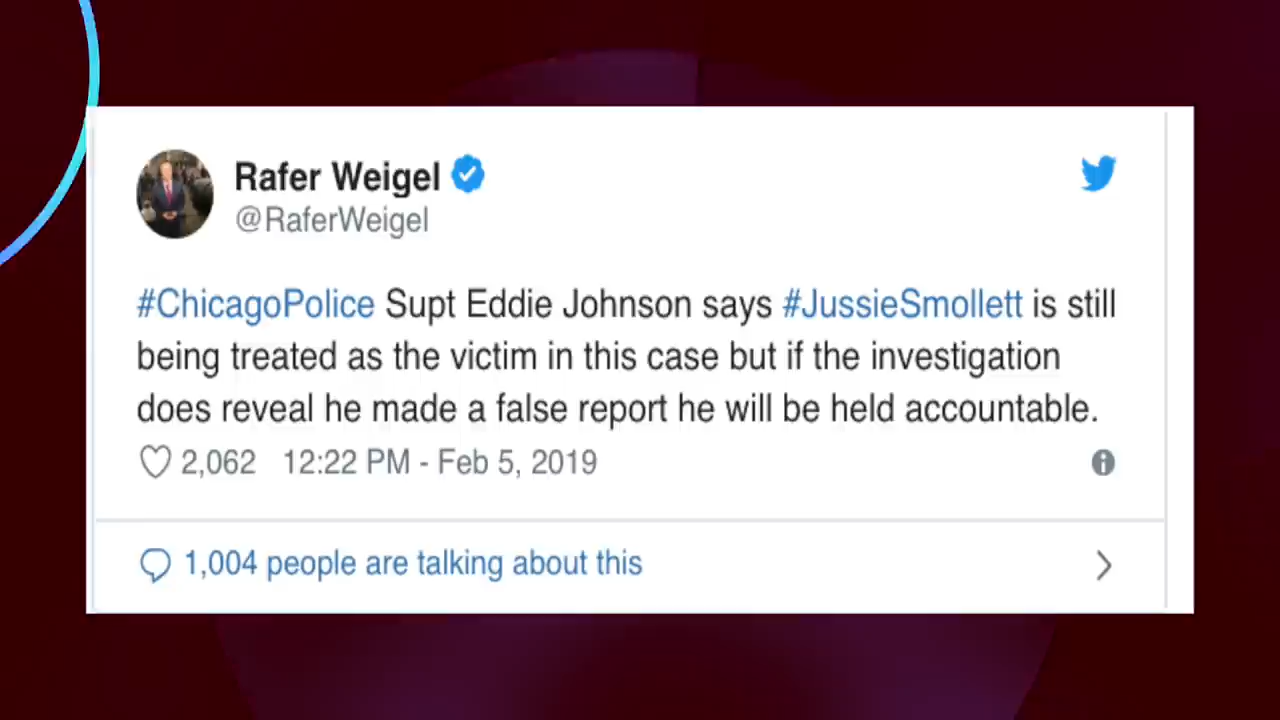 Rafer Weigel
@RaferWeigel
#ChicagoPolice Supt Eddie Johnson says #JussieSmollett is still
being treated as the victim in this case but if the investigation
does reveal he made a false report he will be held accountable.
2,062 12:22 PM - Feb 5, 2019
1,004 people are talking about this